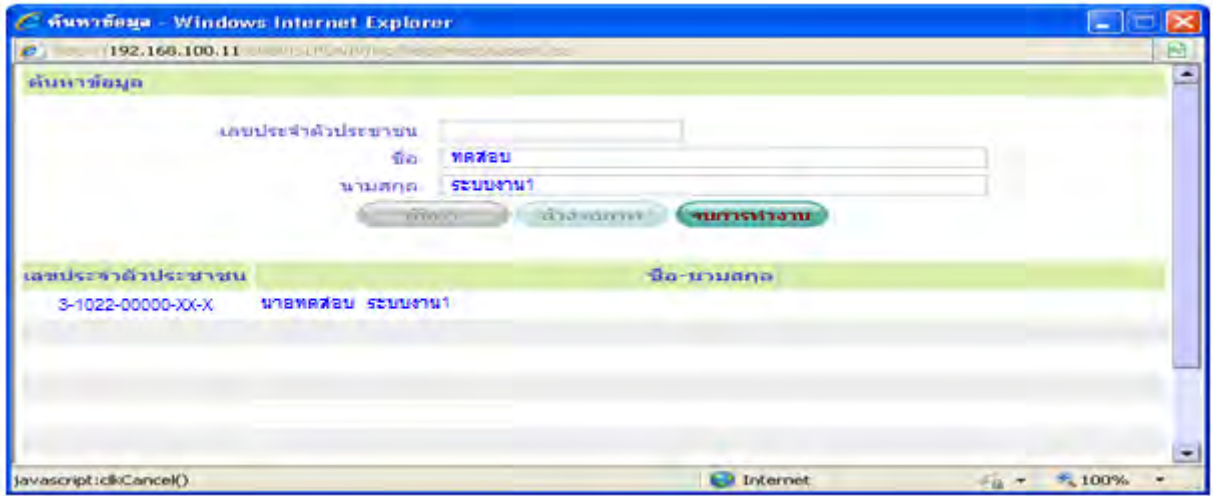 ค้นหาข้อมูล - Windows Internet Explorer
192.168.100.11
ค้นหาข้อมูล
เลขประจำตัวประชาชน
ชื่อ ทดสอบ
นามสกุล ระบบงาน1
จบการทำงาน
เลขประจำตัวประชาชน ชื่อ-นามสกุล
3-1022-00000-XX-X นายทดสอบ ระบบงาน1
javascript:clkCancel() Internet 100%